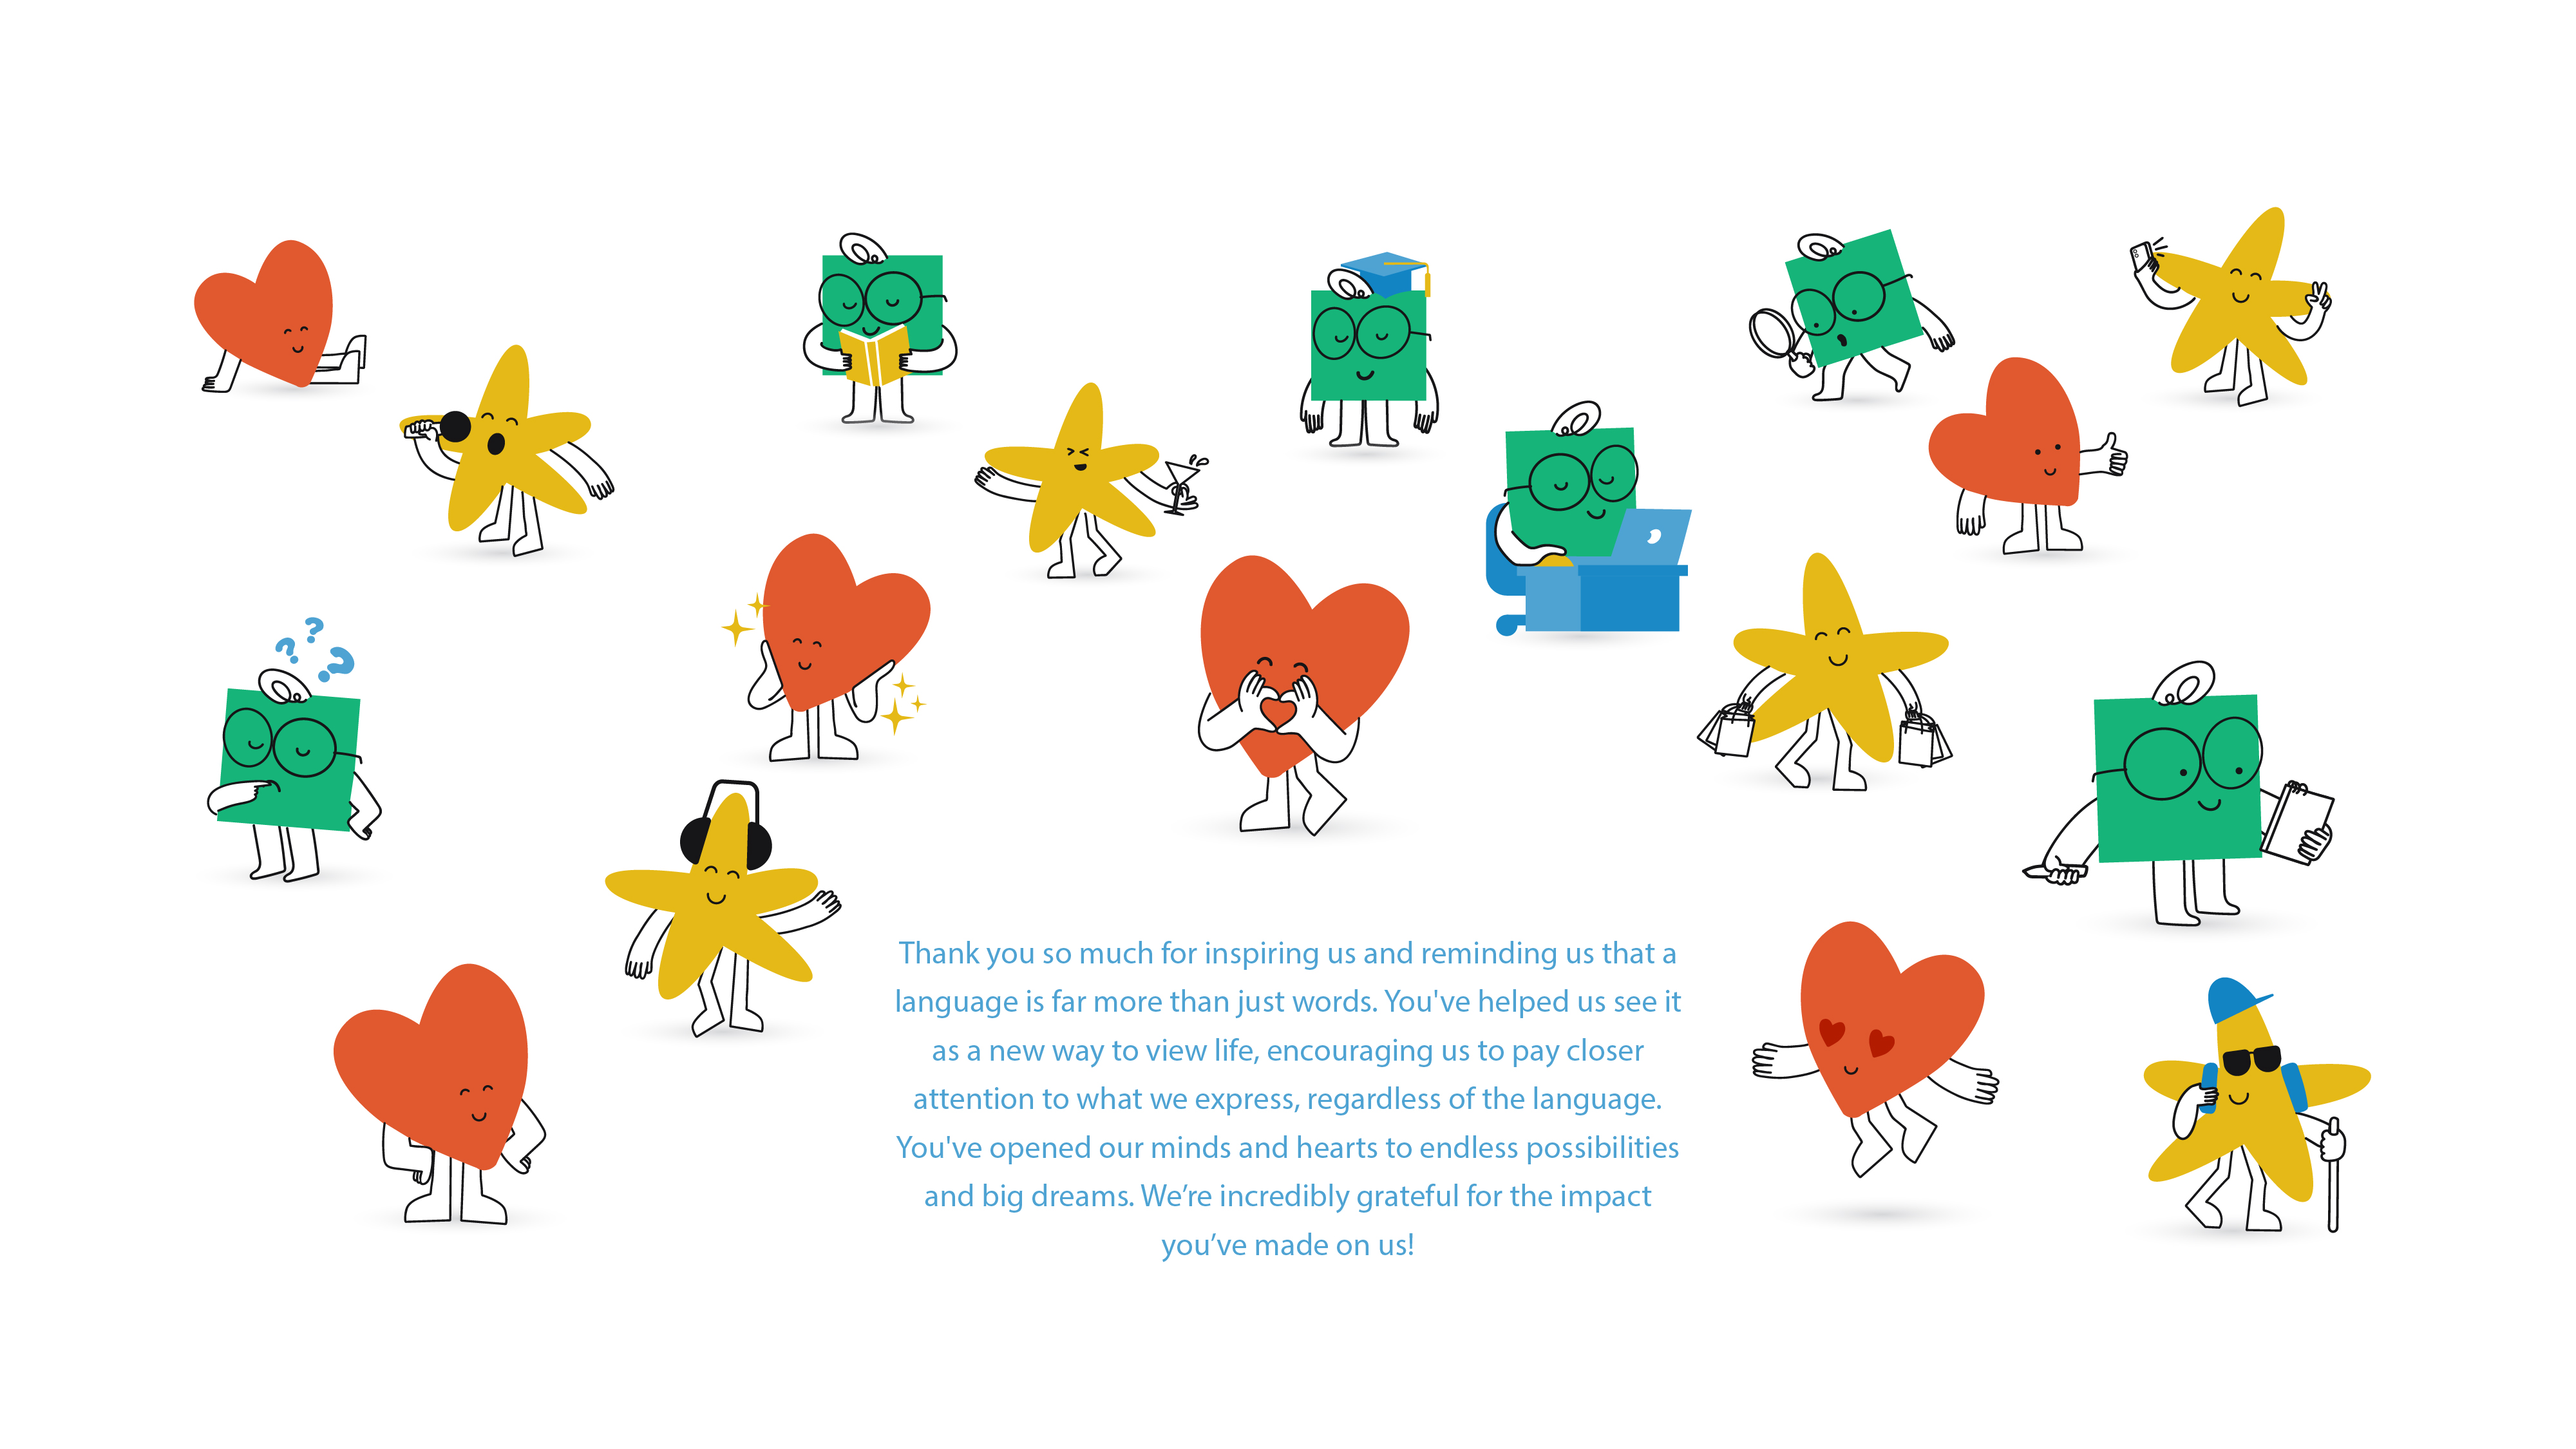 ? ? ?
Thank you so much for inspiring us and reminding us that a
language is far more than just words. You've helped us see it
as a new way to view life, encouraging us to pay closer
attention to what we express, regardless of the language.
You've opened our minds and hearts to endless possibilities
and big dreams. We’re incredibly grateful for the impact
you’ve made on us!